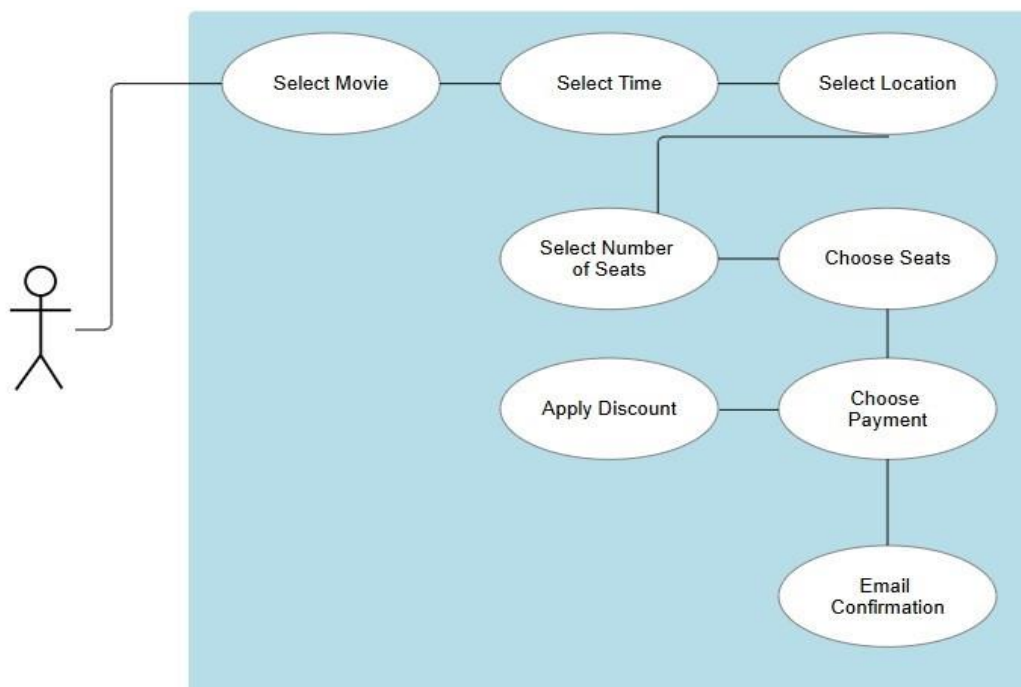 Select Movie
Select Time
Select Location
Select Number
of Seats
Choose Seats
Apply Discount
Choose
Payment
Email
Confirmation